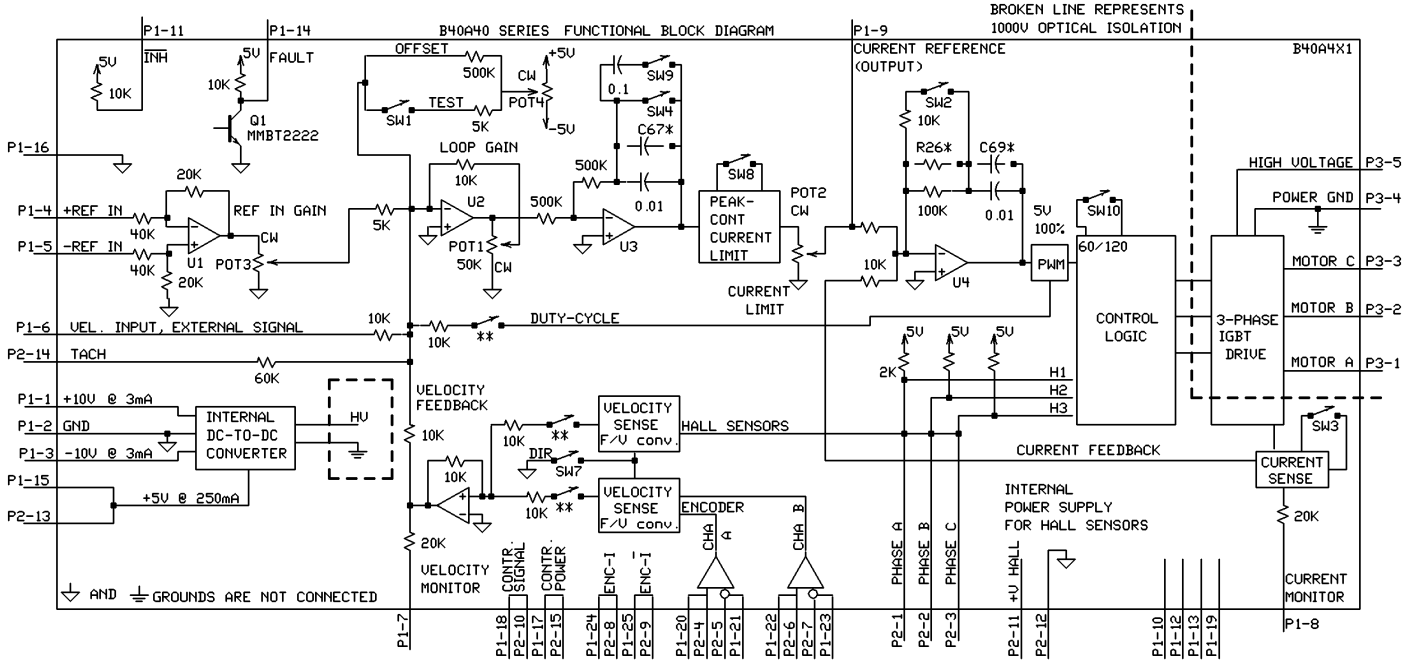 BROKEN LINE REPRESENTS
1000V OPTICAL ISOLATION
P1-11
P1-14
B40A40 SERIES FUNCTIONAL BLOCK DIAGRAM
P1-9
B40A4X1
INH
FAULT
5V
10K
5V
10K
Q1
MMBT2222
OFFSET
500K
CW
POT4
+5V
-5V
SW1
TEST
5K
SW9
0.1
SW4
C67*
500K
0.01
CURRENT REFERENCE
(OUTPUT)
SW2
10K
R26*
C69*
100K
0.01
P1-16
20K
LOOP GAIN
10K
SW8
HIGH VOLTAGE
P3-5
POWER GND
P3-4
P1-4
+REF IN
40K
REF IN GAIN
5K
U2
500K
U3
PEAK-
CONT
CURRENT
LIMIT
POT2
CW
5V
100%
SW10
60/120
P1-5
-REF IN
40K
U1
CW
POT3
20K
POT1
50K
CW
10K
U4
PWM
MOTOR C
P3-3
CURRENT
LIMIT
P1-6
VEL. INPUT, EXTERNAL SIGNAL
10K
10K
**
DUTY-CYCLE
CONTROL
LOGIC
3-PHASE
IGBT
DRIVE
MOTOR B
P3-2
P2-14
TACH
60K
5V
5V
5V
2K
H1
H2
H3
MOTOR A
P3-1
P1-1
+10V @ 3mA
P1-2
GND
P1-3
-10V @ 3mA
INTERNAL
DC-TO-DC
CONVERTER
HV
VELOCITY
FEEDBACK
10K
10K
**
VELOCITY
SENSE
F/V conv.
HALL SENSORS
SW3
P1-15
+5V @ 250mA
P2-13
10K
DIR
SW7
10K
**
VELOCITY
SENSE
F/V conv.
ENCODER
CURRENT FEEDBACK
CURRENT
SENSE
20K
INTERNAL
POWER SUPPLY
FOR HALL SENSORS
20K
VELOCITY
MONITOR
CONTR.
SIGNAL
CONTR.
POWER
ENC-I
ENC-I
CHA
A
CHA B
PHASE A
PHASE B
PHASE C
+V HALL
CURRENT
MONITOR
AND
GROUNDS ARE NOT CONNECTED
P1-7
P1-18
P2-10
P1-17
P2-15
P1-24
P2-8
P1-25
P2-9
P1-20
P2-4
P2-5
P1-21
P1-22
P2-6
P2-7
P1-23
P2-1
P2-2
P2-3
P2-11
P2-12
P1-10
P1-12
P1-13
P1-19
P1-8